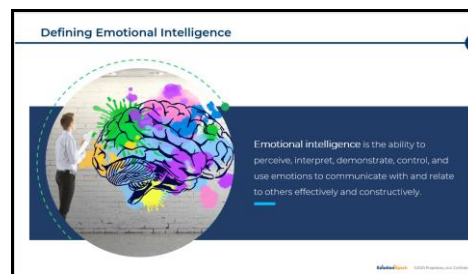 Defining Emotional Intelligence
Emotional intelligence is the ability to
perceive, interpret, demonstrate, control, and
use emotions to communicate with and relate
to others effectively and constructively.